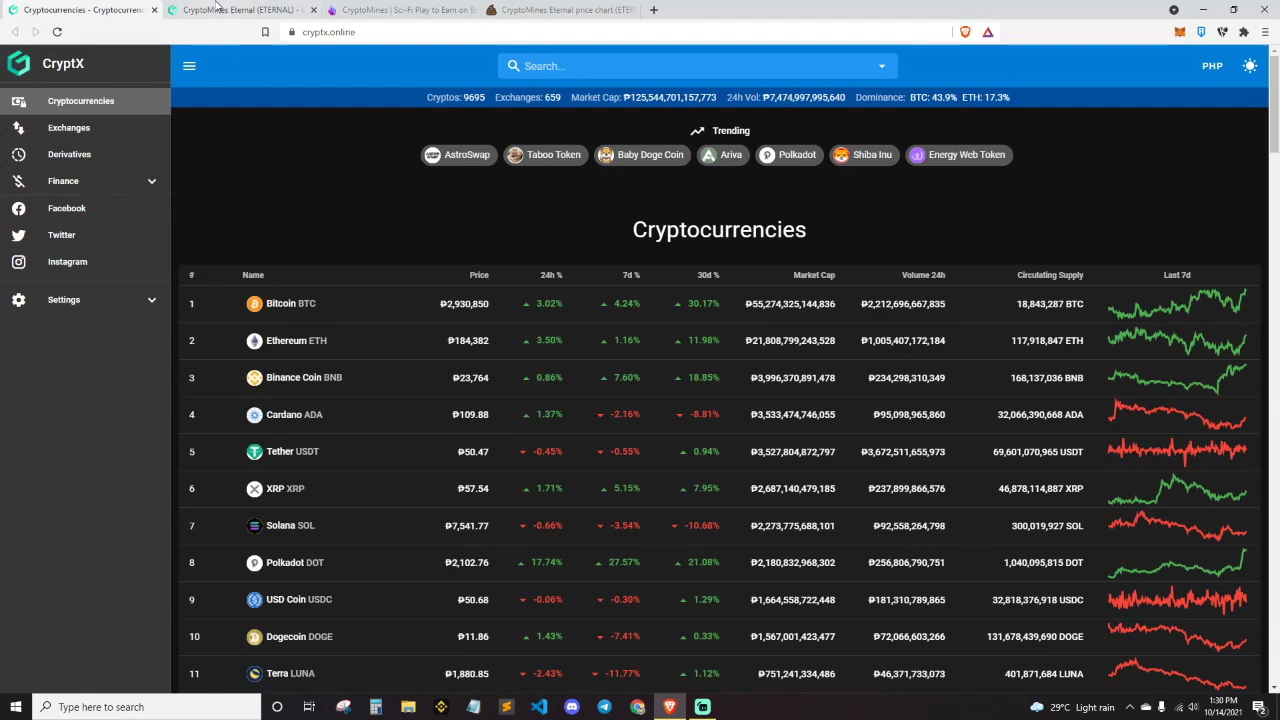 CryptX - Cryptocurrencies - Currenc
CryptoMines Eternal (ETERNAL) - C
CryptoMines | Sci-Fi Play to Earn on B
CryptoMines Eternal price chart (ETER
cryptx.online
CryptX
Search...
PHP
Cryptocurrencies
Exchanges
Derivatives
Finance
Facebook
Twitter
Instagram
Settings
Cryptos: 9695 Exchanges: 659 Market Cap: ₱125,544,701,157,773 24h Vol: ₱7,474,997,995,640 Dominance: BTC: 43.9% ETH: 17.3%
Trending
AstroSwap Taboo Token Baby Doge Coin Ariva Polkadot Shiba Inu Energy Web Token
Cryptocurrencies
# Name Price 24h % 7d % 30d % Market Cap Volume 24h Circulating Supply Last 7d
1 Bitcoin BTC ₱2,930,850 3.02% 4.24% 30.17% ₱55,274,325,144,836 ₱2,212,696,667,835 18,843,287 BTC
2 Ethereum ETH ₱184,382 3.50% 1.16% 11.98% ₱21,808,799,243,528 ₱1,005,407,172,184 117,918,847 ETH
3 Binance Coin BNB ₱23,764 0.86% 7.60% 18.85% ₱3,996,370,891,478 ₱234,298,310,349 168,137,036 BNB
4 Cardano ADA ₱109.88 1.37% -2.16% -8.81% ₱3,533,474,746,055 ₱95,098,965,860 32,066,390,668 ADA
5 Tether USDT ₱50.47 -0.45% -0.55% 0.94% ₱3,527,804,872,797 ₱3,672,511,655,973 69,601,070,965 USDT
6 XRP XRP ₱57.54 1.71% 5.15% 7.95% ₱2,687,140,479,185 ₱237,899,866,576 46,878,114,887 XRP
7 Solana SOL ₱7,541.77 -0.66% -3.54% -10.68% ₱2,273,775,688,101 ₱92,558,264,798 300,019,927 SOL
8 Polkadot DOT ₱2,102.76 17.74% 27.57% 21.08% ₱2,180,832,968,302 ₱256,806,790,751 1,040,095,815 DOT
9 USD Coin USDC ₱50.68 -0.06% -0.30% 1.29% ₱1,664,558,722,448 ₱181,310,789,865 32,818,376,918 USDC
10 Dogecoin DOGE ₱11.86 1.43% -7.41% 0.33% ₱1,567,001,423,477 ₱72,066,603,266 131,678,439,690 DOGE
11 Terra LUNA ₱1,880.85 -2.43% -11.77% 1.12% ₱751,241,334,486 ₱46,371,733,073 401,871,684 LUNA
Type here to search
29°C Light rain
1:30 PM
10/14/2021